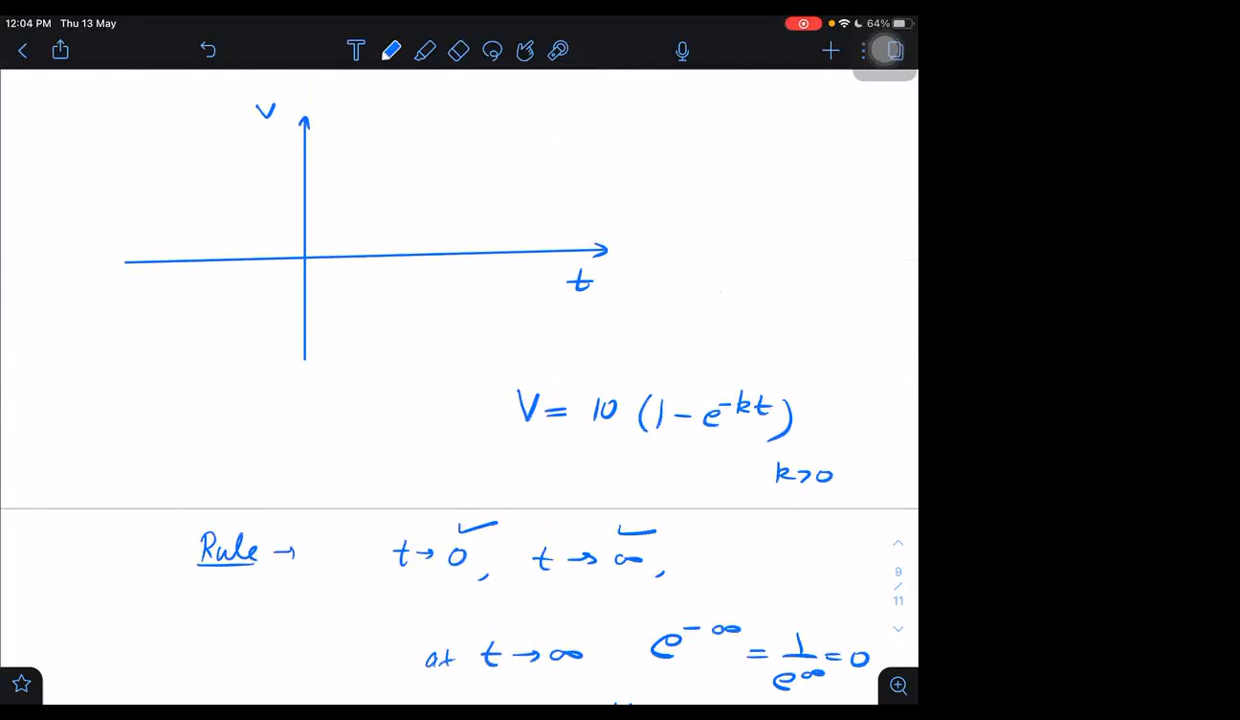 12:04 PM Thu 13 May
64%
T
V
t
V = 10 (1 - e^{-kt})
k>0
Rule → t → 0, t → ∞,
9
/
11
at t → ∞ e^{-∞} = 1/e^{∞} = 0